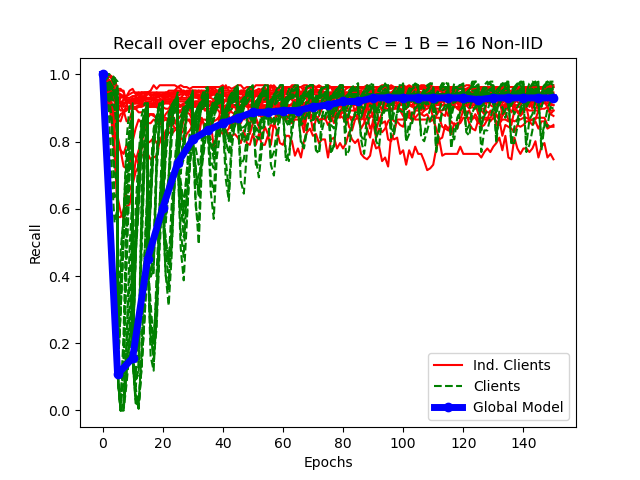 Recall over epochs, 20 clients C = 1 B = 16 Non-IID
1.0
0.8
0.6
0.4
0.2
0.0
Recall
0 20 40 60 80 100 120 140
Epochs
Ind. Clients
Clients
Global Model